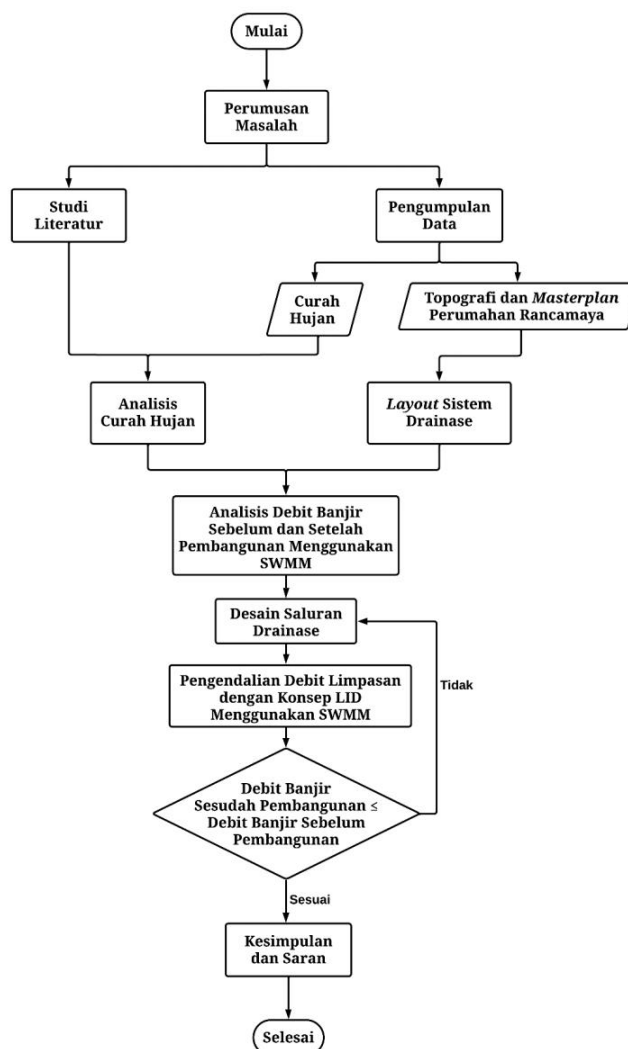 Mulai
Perumusan
Masalah
Studi
Literatur
Pengumpulan
Data
Curah
Hujan
Topografi dan Masterplan
Perumahan Rancamaya
Analisis
Curah Hujan
Layout Sistem
Drainase
Analisis Debit Banjir
Sebelum dan Setelah
Pembangunan Menggunakan
SWMM
Desain Saluran
Drainase
Pengendalian Debit Limpasan
dengan Konsep LID
Menggunakan SWMM
Tidak
Debit Banjir
Sesudah Pembangunan ≤
Debit Banjir Sebelum
Pembangunan
Sesuai
Kesimpulan
dan Saran
Selesai